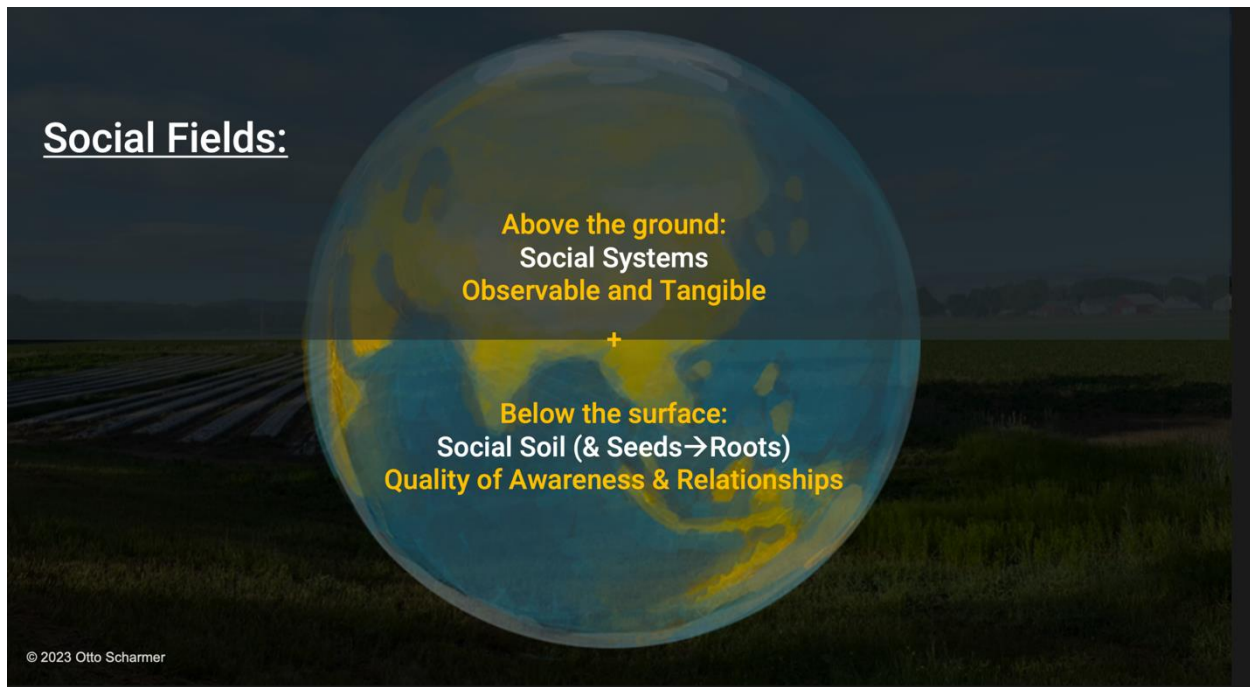 Social Fields:
Above the ground:
Social Systems
Observable and Tangible
+
Below the surface:
Social Soil (& Seeds→Roots)
Quality of Awareness & Relationships
© 2023 Otto Scharmer